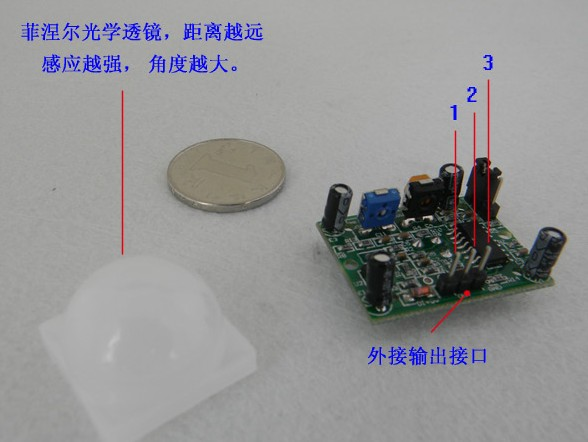 菲涅尔光学透镜，距离越远
感应越强， 角度越大。
3
2
1
外接输出接口